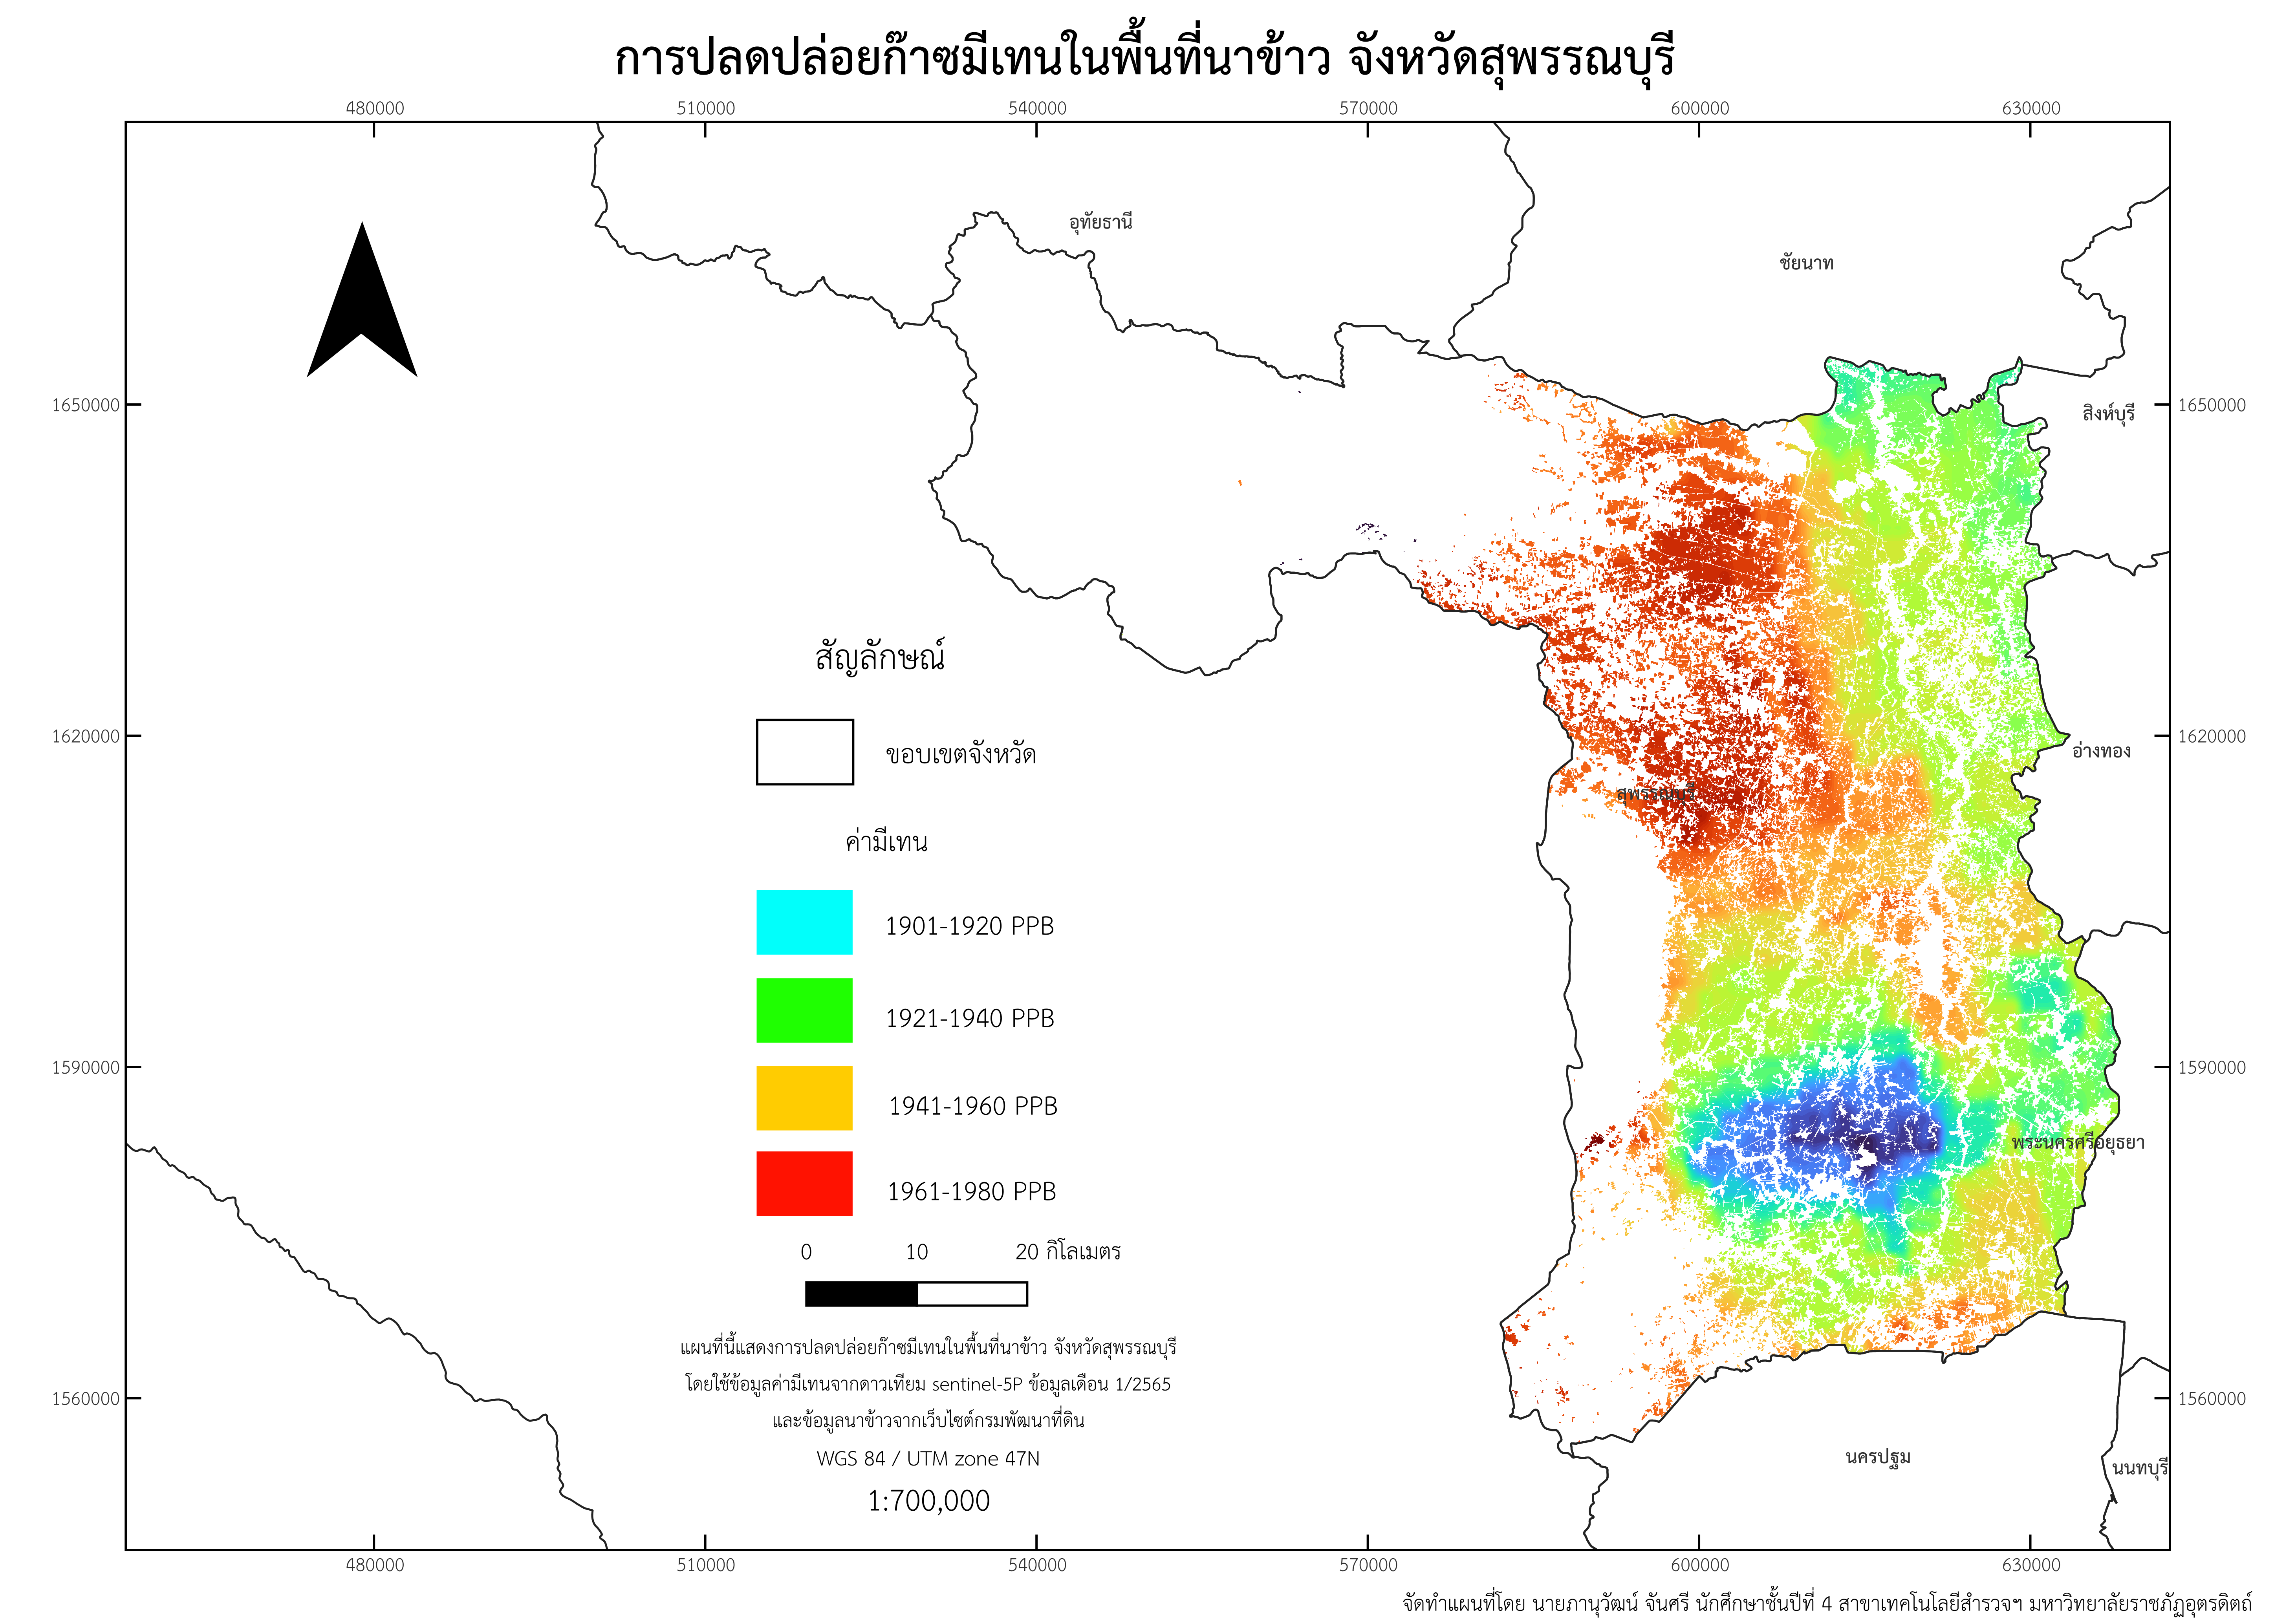 การปลดปล่อยก๊าซมีเทนในพื้นที่นาข้าว จังหวัดสุพรรณบุรี
480000 510000 540000 570000 600000 630000
อุทัยธานี
ชัยนาท
1650000 1650000
สิงห์บุรี
สัญลักษณ์
ขอบเขตจังหวัด
1620000 1620000
อ่างทอง
สุพรรณบุรี
ค่ามีเทน
1901-1920 PPB
1921-1940 PPB
1590000 1590000
1941-1960 PPB
พระนครศรีอยุธยา
1961-1980 PPB
0 10 20 กิโลเมตร
แผนที่นี้แสดงการปลดปล่อยก๊าซมีเทนในพื้นที่นาข้าว จังหวัดสุพรรณบุรี
โดยใช้ข้อมูลค่ามีเทนจากดาวเทียม sentinel-5P ข้อมูลเดือน 1/2565
1560000 1560000
และข้อมูลนาข้าวจากเว็บไซต์กรมพัฒนาที่ดิน
WGS 84 / UTM zone 47N
นครปฐม
นนทบุรี
1:700,000
480000 510000 540000 570000 600000 630000
จัดทำแผนที่โดย นายภานุวัฒน์ จันศรี นักศึกษาชั้นปีที่ 4 สาขาเทคโนโลยีสำรวจฯ มหาวิทยาลัยราชภัฏอุตรดิตถ์